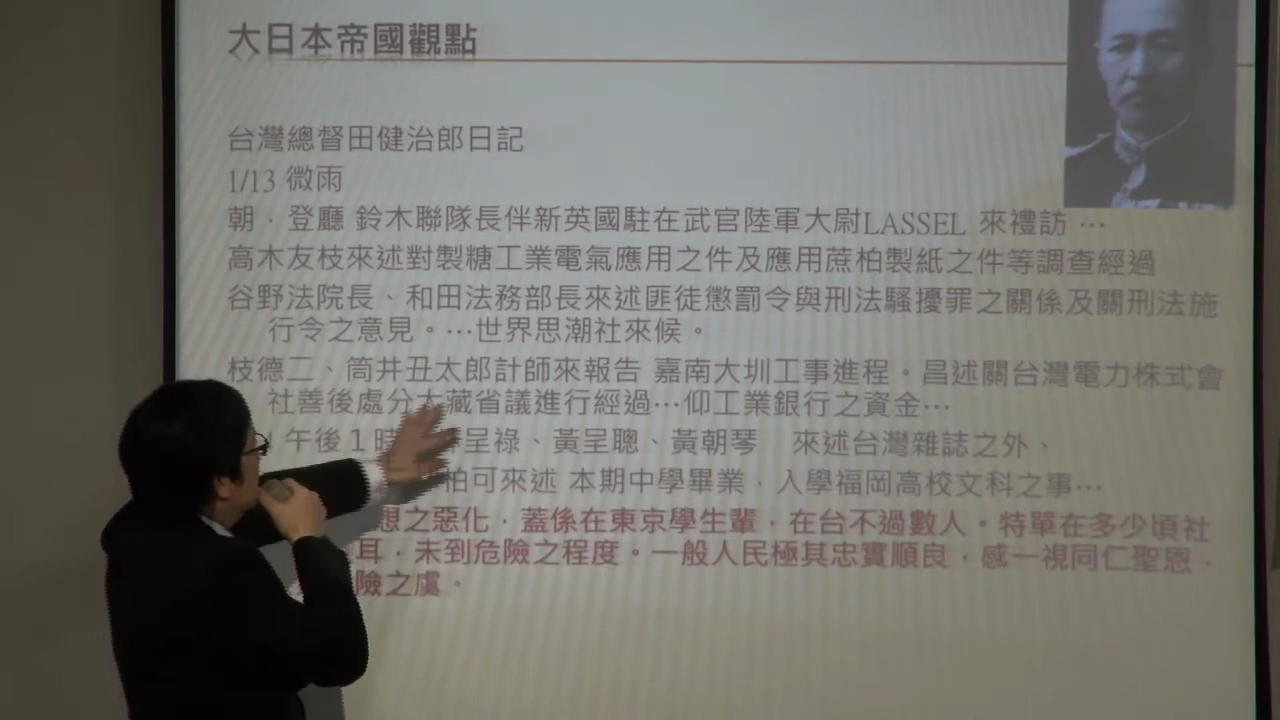 大日本帝國觀點
台灣總督田健治郎日記
1/13 微雨
朝．登廳 鈴木聯隊長伴新英國駐在武官陸軍大尉LASSEL 來禮訪 …
高木友枝來述對製糖工業電氣應用之件及應用蔗柏製紙之件等調查經過
谷野法院長、和田法務部長來述匪徒懲罰令與刑法騷擾罪之關係及關刑法施
行令之意見。…世界思潮社來候。
枝德二、筒井丑太郎計師來報告 嘉南大圳工事進程。昌述關台灣電力株式會
社善後處分大藏省議進行經過…仰工業銀行之資金…
午後１時 呈祿、黃呈聰、黃朝琴 來述台灣雜誌之外、
柏可來述 本期中學畢業．入學福岡高校文科之事…
想之惡化．蓋係在東京學生輩．在台不過數人。特單在多少頃社
耳．未到危險之程度。一般人民極其忠實順良．感一視同仁聖恩．
險之虞。